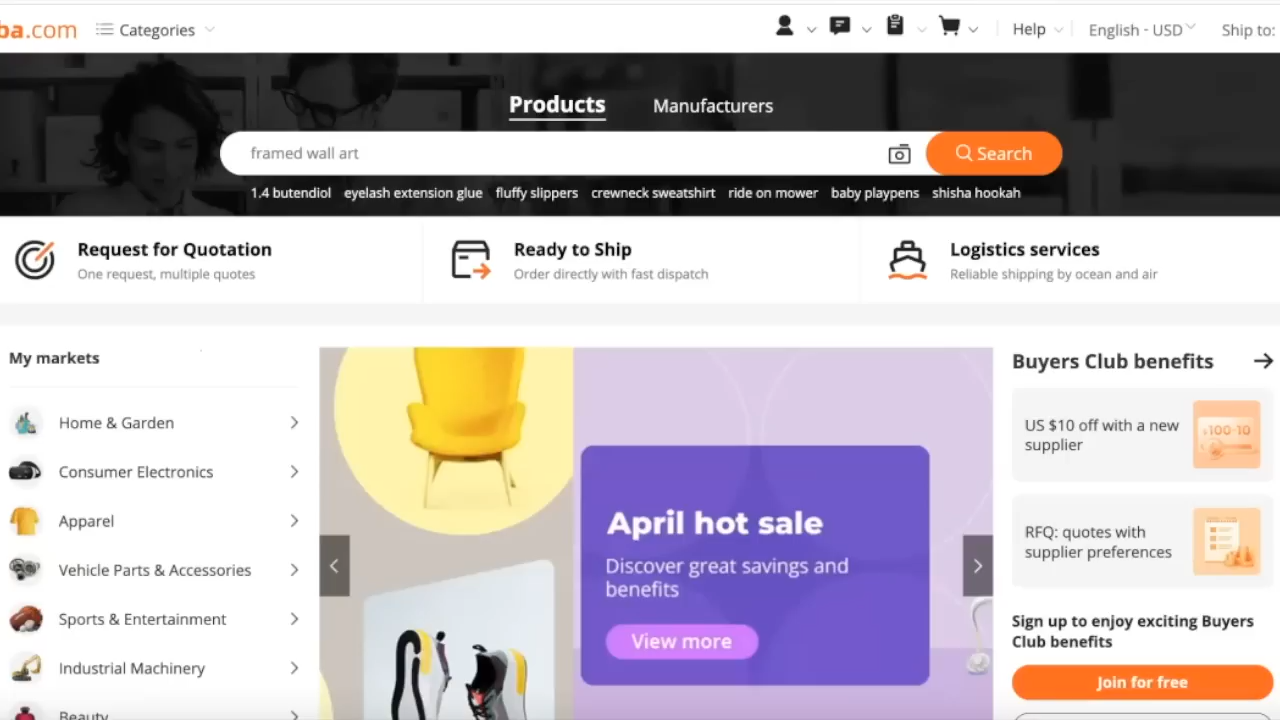 ba.com
Categories
Help
English - USD
Ship to:
Products
Manufacturers
framed wall art
Search
1.4 butendiol eyelash extension glue fluffy slippers crewneck sweatshirt ride on mower baby playpens shisha hookah
Request for Quotation
One request, multiple quotes
Ready to Ship
Order directly with fast dispatch
Logistics services
Reliable shipping by ocean and air
My markets
Home & Garden
Consumer Electronics
Apparel
Vehicle Parts & Accessories
Sports & Entertainment
Industrial Machinery
Beauty
April hot sale
Discover great savings and
benefits
View more
Buyers Club benefits
US $10 off with a new
supplier
$100-10
RFQ: quotes with
supplier preferences
Sign up to enjoy exciting Buyers
Club benefits
Join for free